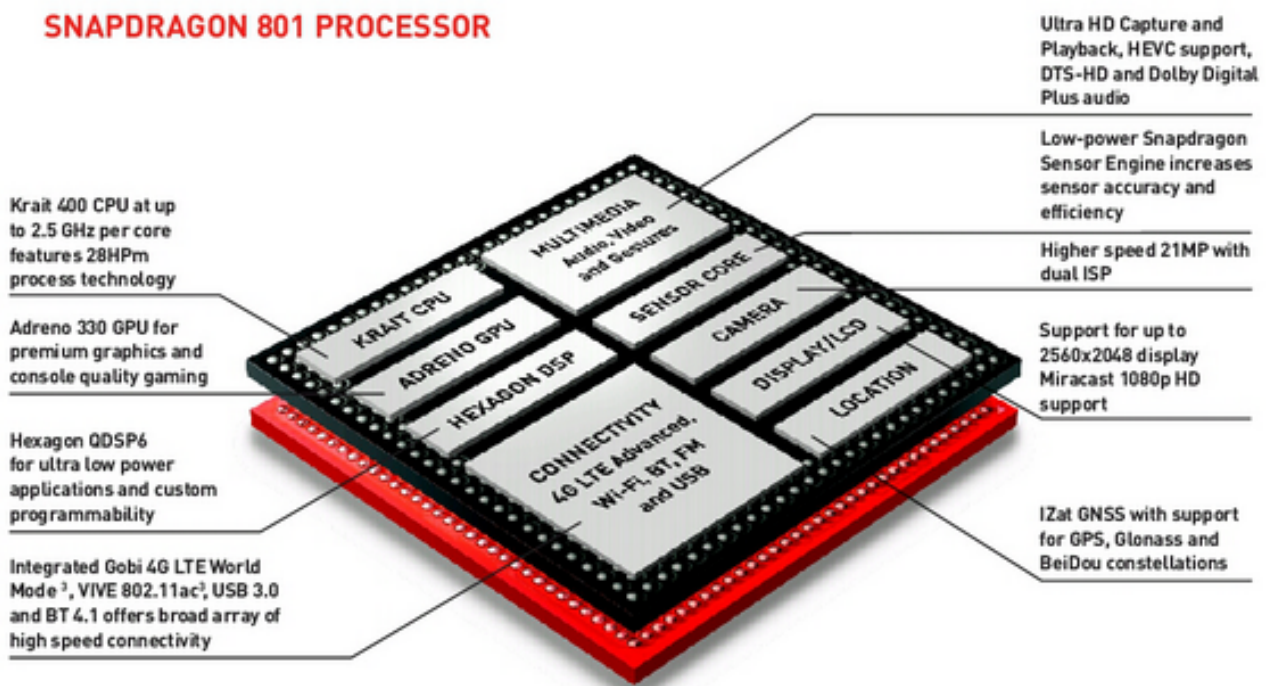 SNAPDRAGON 801 PROCESSOR
Ultra HD Capture and
Playback, HEVC support,
DTS-HD and Dolby Digital
Plus audio
Low-power Snapdragon
Sensor Engine increases
sensor accuracy and
efficiency
Higher speed 21MP with
dual ISP
Support for up to
2560x2048 display
Miracast 1080p HD
support
IZat GNSS with support
for GPS, Glonass and
BeiDou constellations
Krait 400 CPU at up
to 2.5 GHz per core
features 28HPm
process technology
Adreno 330 GPU for
premium graphics and
console quality gaming
Hexagon QDSP6
for ultra low power
applications and custom
programmability
Integrated Gobi 4G LTE World
Mode ³, VIVE 802.11ac³, USB 3.0
and BT 4.1 offers broad array of
high speed connectivity
MULTIMEDIA
Audio, Video
and Gestures
KRAIT CPU
ADRENO GPU
HEXAGON DSP
SENSOR CORE
CAMERA
DISPLAY/LCD
LOCATION
CONNECTIVITY
4G LTE Advanced,
Wi-Fi, BT, FM
and USB